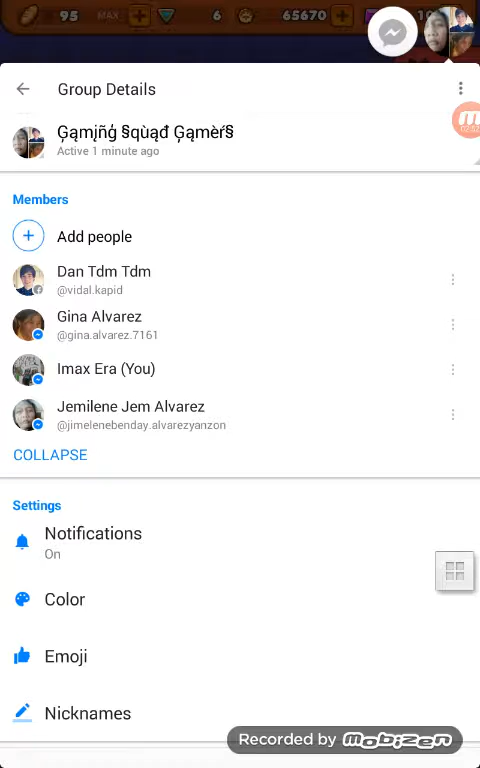 95 MAX 6 65670
Group Details
Ģąmįñģ §qùąđ Ģąmèŕ§
Active 1 minute ago
Members
Add people
Dan Tdm Tdm
@vidal.kapid
Gina Alvarez
@gina.alvarez.7161
Imax Era (You)
Jemilene Jem Alvarez
@jimelenebenday.alvarezyanzon
COLLAPSE
Settings
Notifications
On
Color
Emoji
Nicknames
Recorded by mobizen